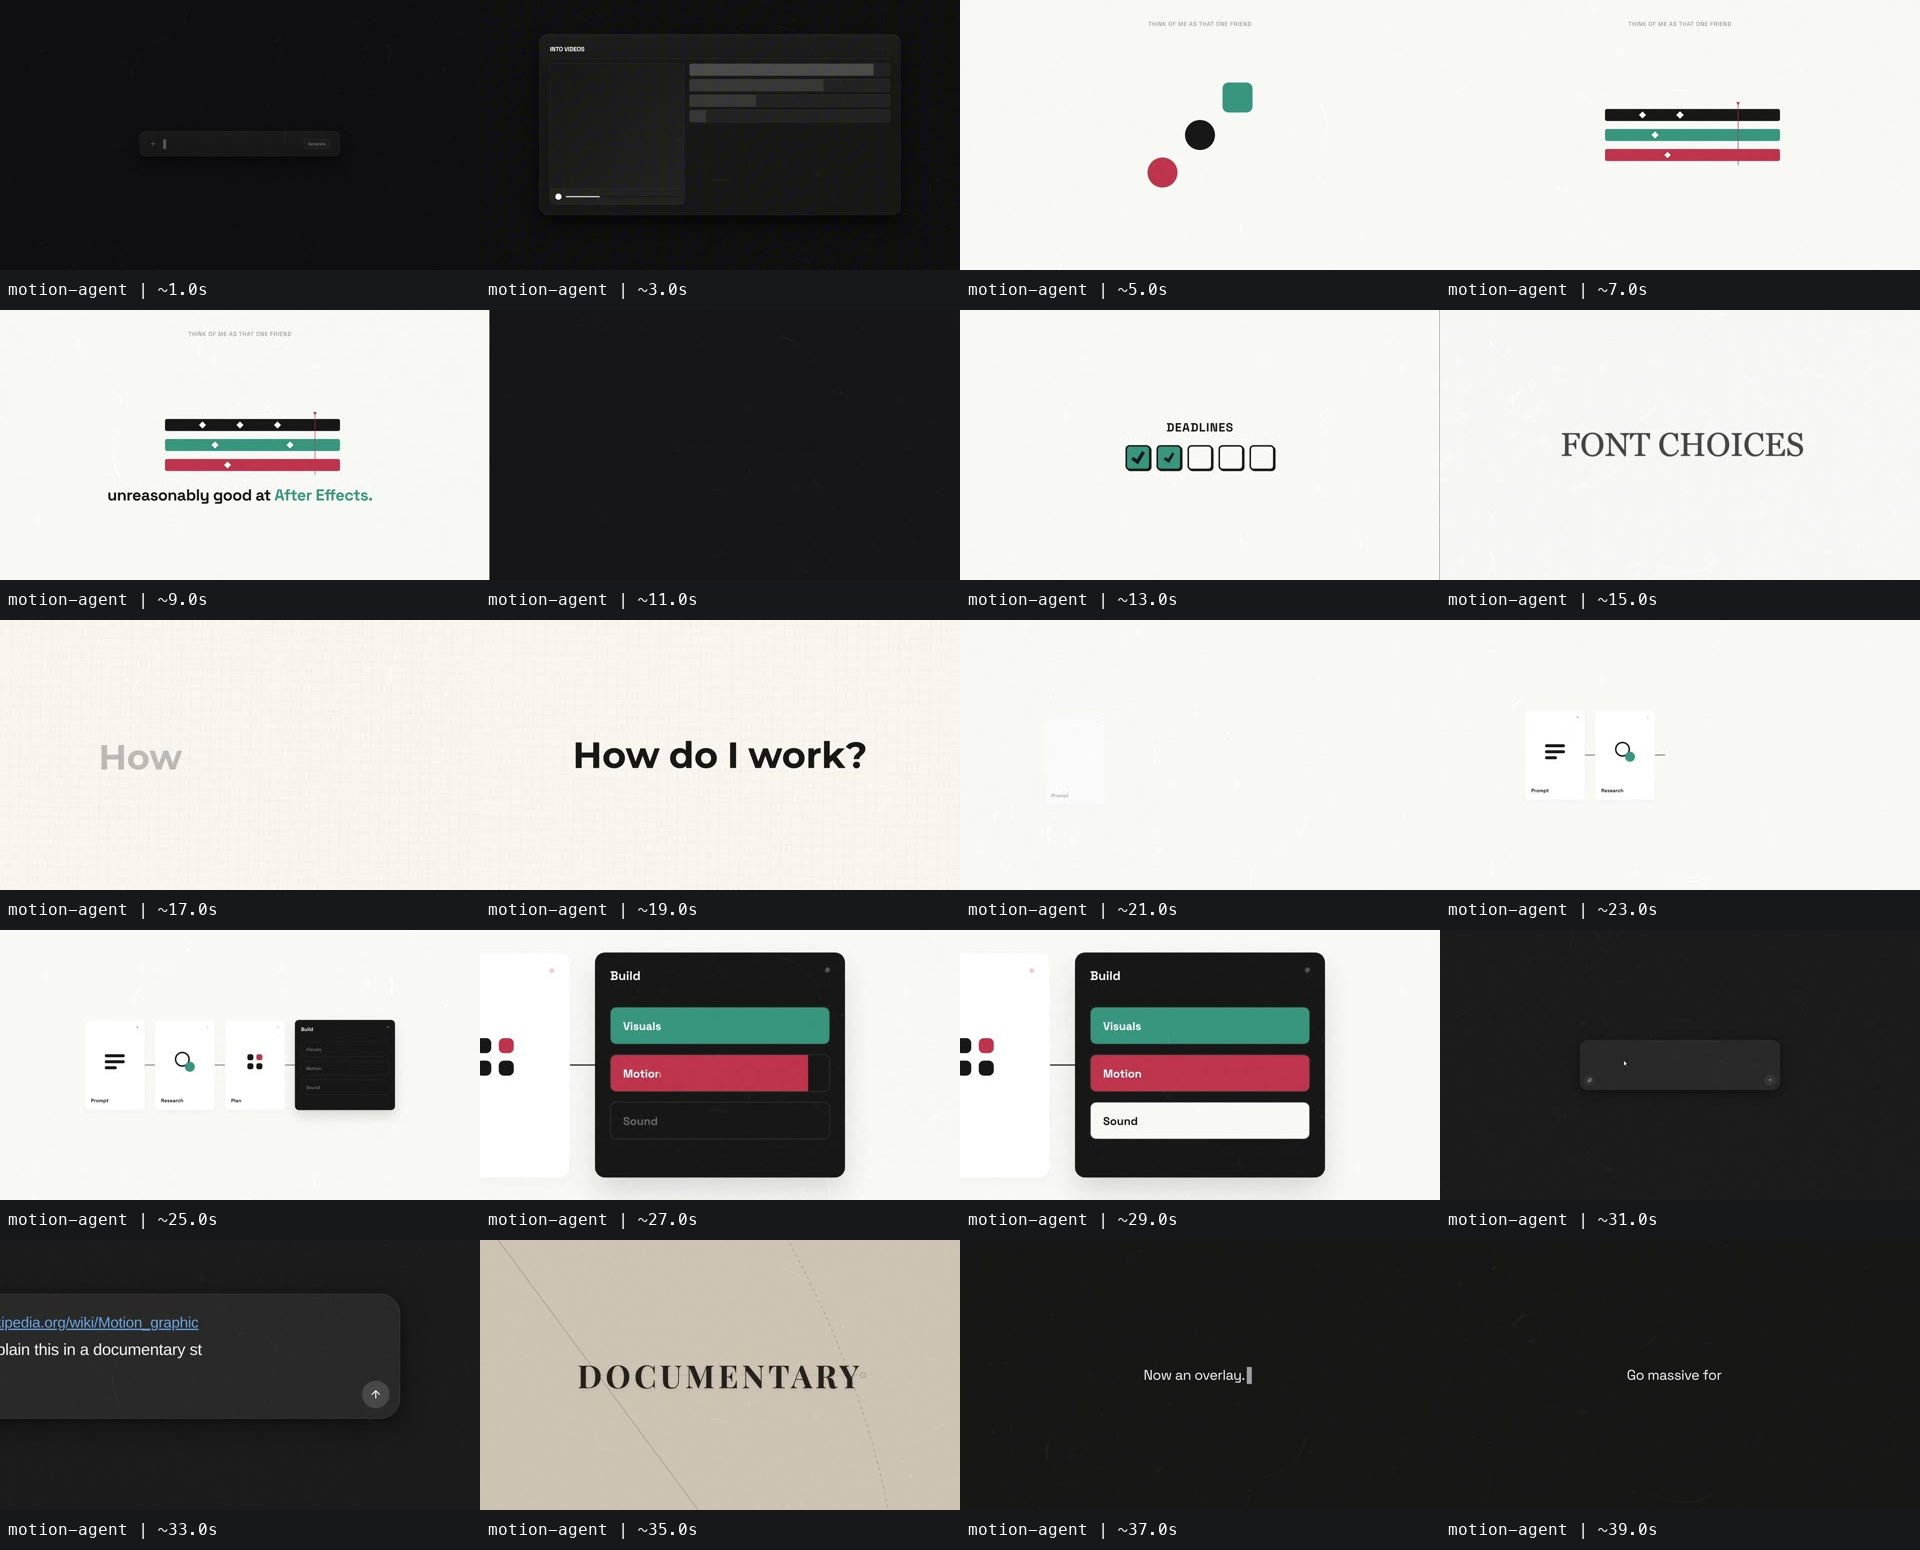 Generate
INTO VIDEOS
THINK OF ME AS THAT ONE FRIEND
THINK OF ME AS THAT ONE FRIEND
motion-agent | ~1.0s
motion-agent | ~3.0s
motion-agent | ~5.0s
motion-agent | ~7.0s
THINK OF ME AS THAT ONE FRIEND
unreasonably good at After Effects.
DEADLINES
FONT CHOICES
motion-agent | ~9.0s
motion-agent | ~11.0s
motion-agent | ~13.0s
motion-agent | ~15.0s
How
How do I work?
Prompt
Prompt
Research
motion-agent | ~17.0s
motion-agent | ~19.0s
motion-agent | ~21.0s
motion-agent | ~23.0s
Prompt
Research
Plan
Build
Visuals
Motion
Sound
Build
Visuals
Motion
Sound
Build
Visuals
Motion
Sound
motion-agent | ~25.0s
motion-agent | ~27.0s
motion-agent | ~29.0s
motion-agent | ~31.0s
ipedia.org/wiki/Motion_graphic
plain this in a documentary st
DOCUMENTARY
Now an overlay.
Go massive for
motion-agent | ~33.0s
motion-agent | ~35.0s
motion-agent | ~37.0s
motion-agent | ~39.0s